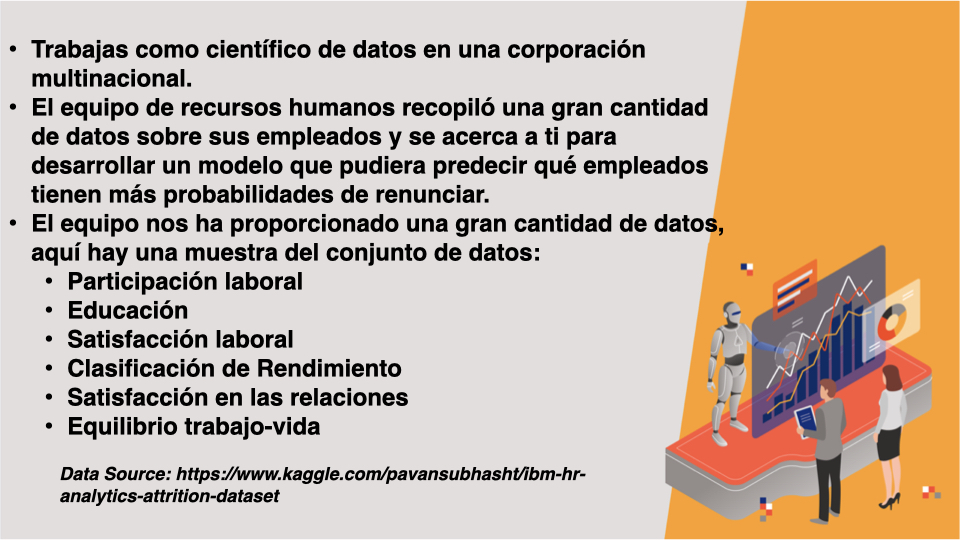 • Trabajas como científico de datos en una corporación
multinacional.
• El equipo de recursos humanos recopiló una gran cantidad
de datos sobre sus empleados y se acerca a ti para
desarrollar un modelo que pudiera predecir qué empleados
tienen más probabilidades de renunciar.
• El equipo nos ha proporcionado una gran cantidad de datos,
aquí hay una muestra del conjunto de datos:
• Participación laboral
• Educación
• Satisfacción laboral
• Clasificación de Rendimiento
• Satisfacción en las relaciones
• Equilibrio trabajo-vida
Data Source: https://www.kaggle.com/pavansubhasht/ibm-hr-
analytics-attrition-dataset